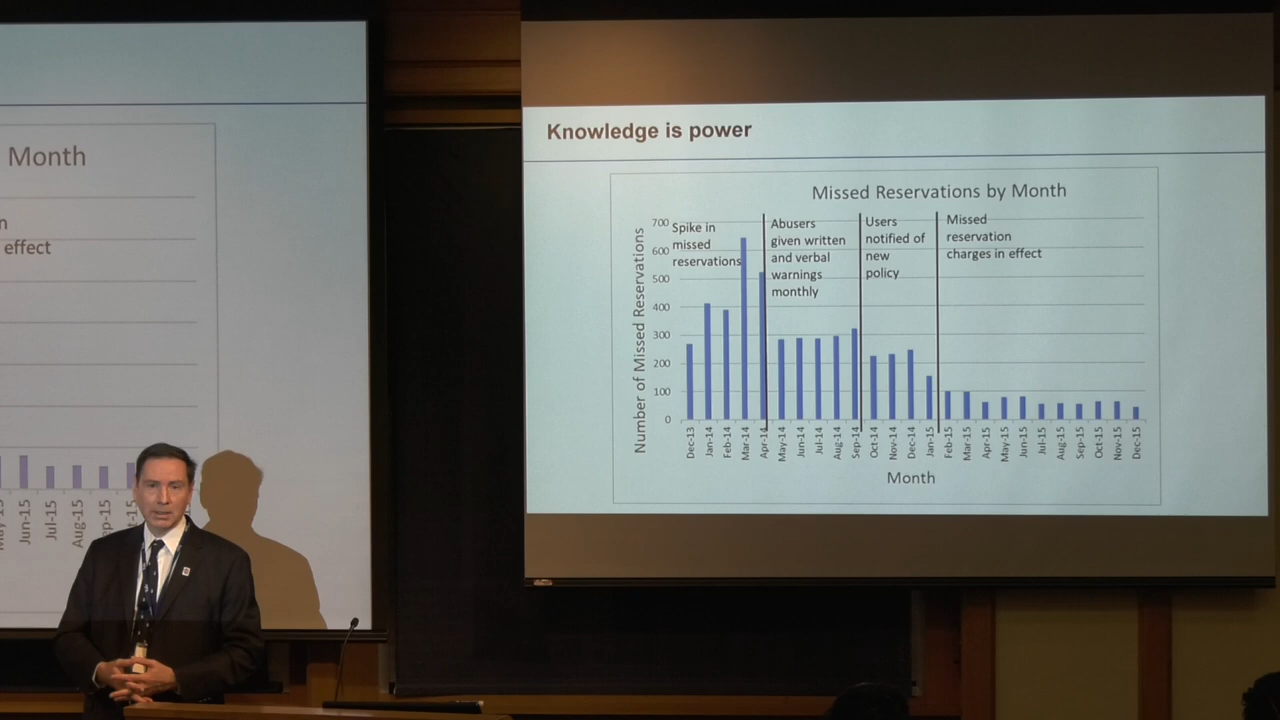 Month
n
effect
Jun-15
Jul-15
Aug-15
Knowledge is power
Missed Reservations by Month
Number of Missed Reservations
700
600
500
400
300
200
100
0
Spike in
missed
reservations
Abusers
given written
and verbal
warnings
monthly
Users
notified of
new
policy
Missed
reservation
charges in effect
Dec-13
Jan-14
Feb-14
Mar-14
Apr-14
May-14
Jun-14
Jul-14
Aug-14
Sep-14
Oct-14
Nov-14
Dec-14
Jan-15
Feb-15
Mar-15
Apr-15
May-15
Jun-15
Jul-15
Aug-15
Sep-15
Oct-15
Nov-15
Dec-15
Month